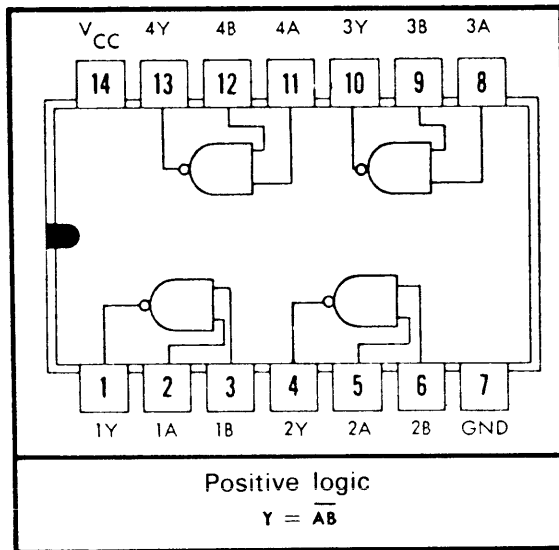 VCC 4Y 4B 4A 3Y 3B 3A
14 13 12 11 10 9 8
1 2 3 4 5 6 7
1Y 1A 1B 2Y 2A 2B GND
Positive logic
Y = \overline{AB}